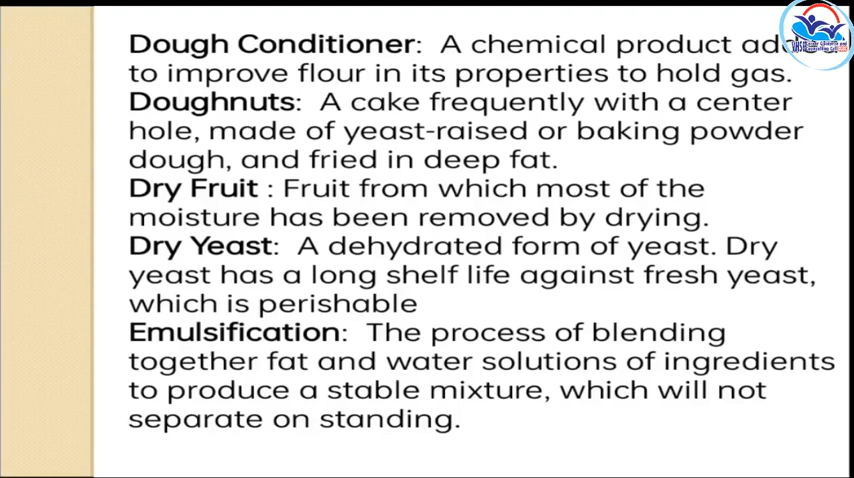 Dough Conditioner: A chemical product
to improve flour in its properties to hold gas.
Doughnuts: A cake frequently with a center
hole, made of yeast-raised or baking powder
dough, and fried in deep fat.
Dry Fruit : Fruit from which most of the
moisture has been removed by drying.
Dry Yeast: A dehydrated form of yeast. Dry
yeast has a long shelf life against fresh yeast,
which is perishable
Emulsification: The process of blending
together fat and water solutions of ingredients
to produce a stable mixture, which will not
separate on standing.